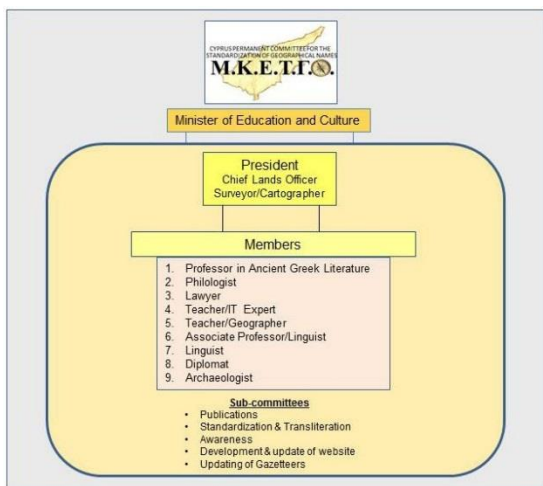 CYPRUS PERMANENT COMMITTEE FOR THE
STANDARDIZATION OF GEOGRAPHICAL NAMES
Μ.Κ.Ε.Τ.Γ.Ο.
Minister of Education and Culture
President
Chief Lands Officer
Surveyor/Cartographer
Members
1. Professor in Ancient Greek Literature
2. Philologist
3. Lawyer
4. Teacher/IT Expert
5. Teacher/Geographer
6. Associate Professor/Linguist
7. Linguist
8. Diplomat
9. Archaeologist
Sub-committees
• Publications
• Standardization & Transliteration
• Awareness
• Development & update of website
• Updating of Gazetteers